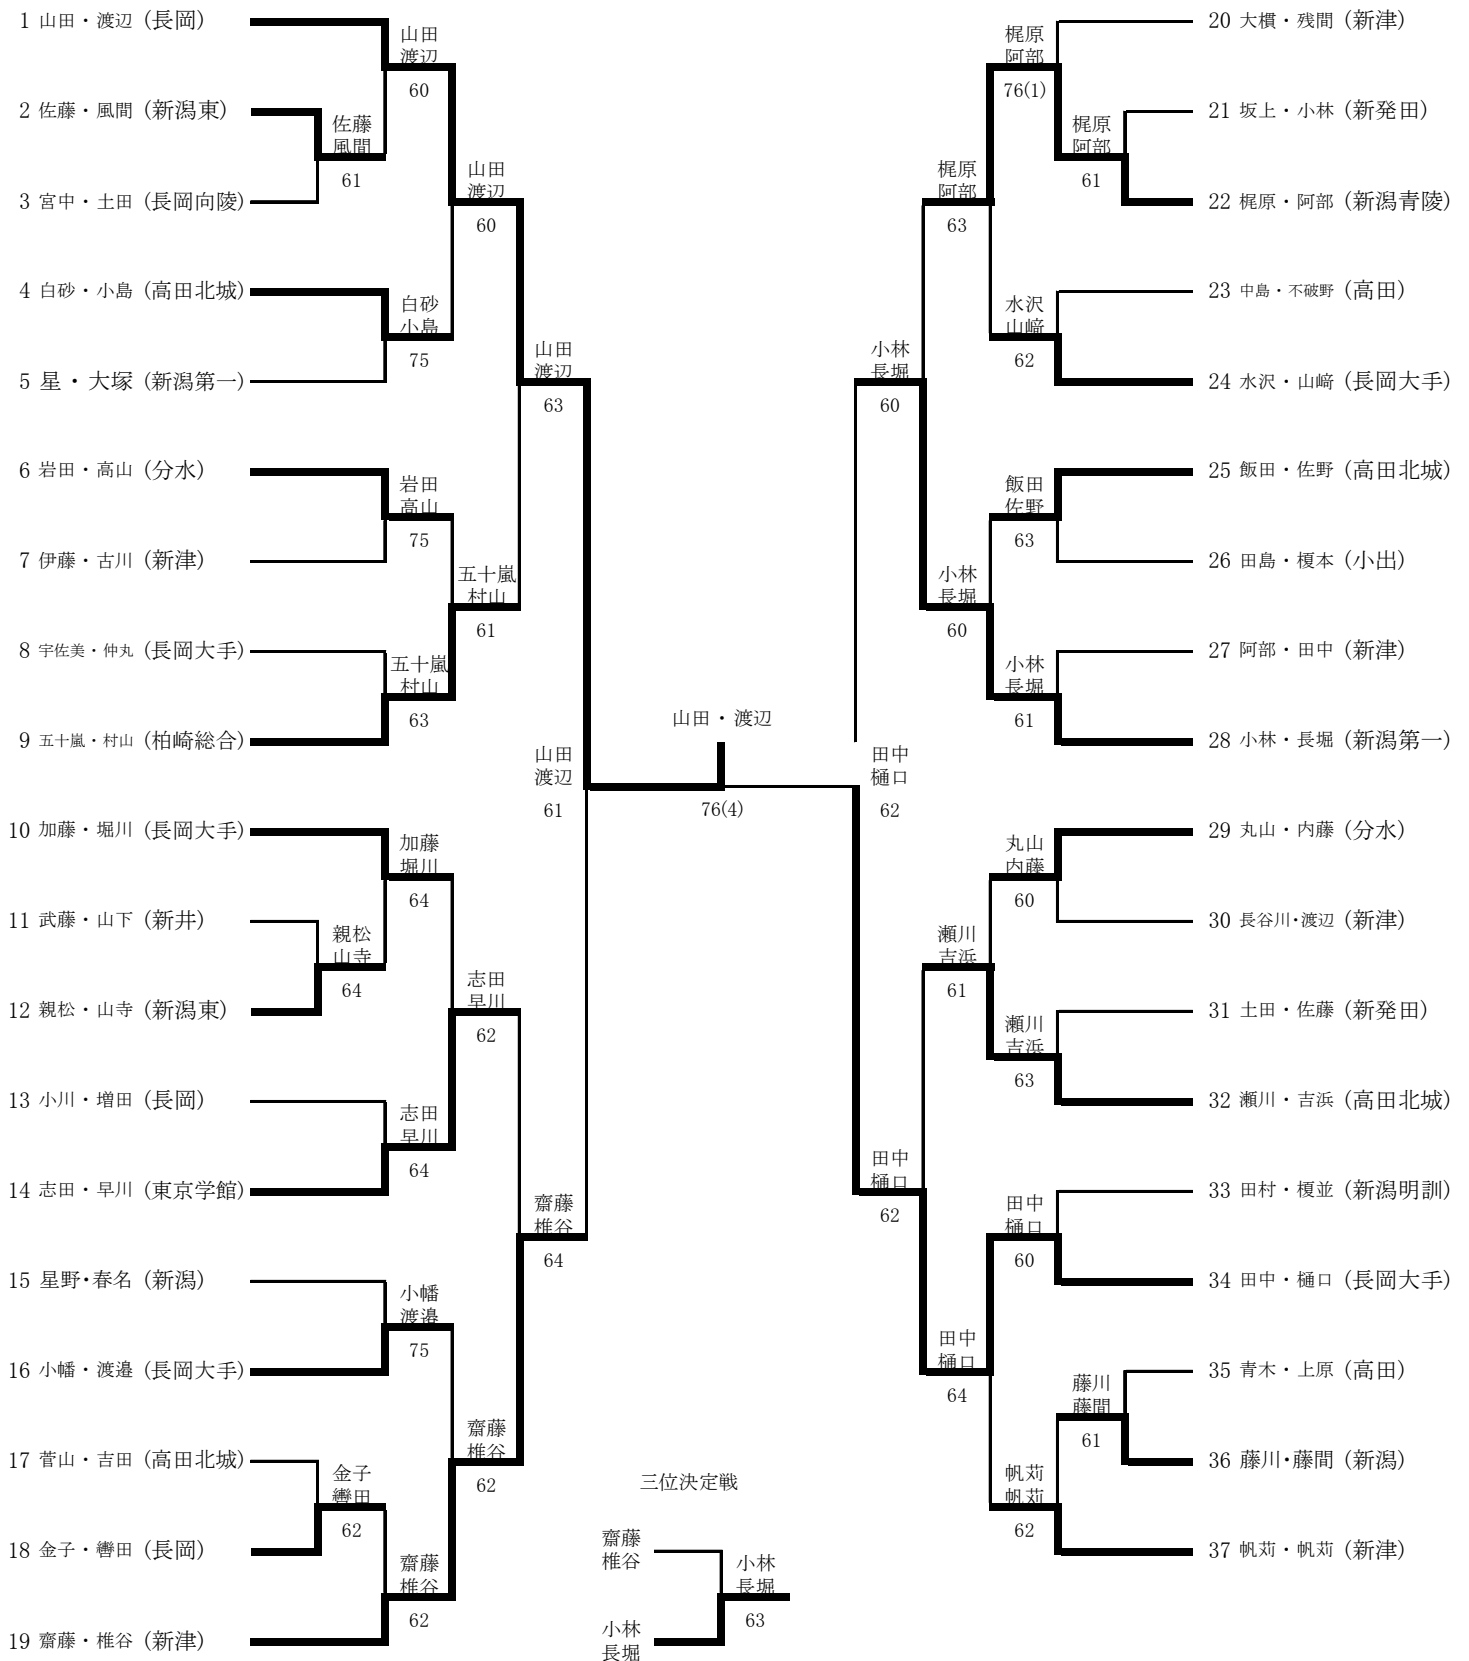 1 山田・渡辺 (長岡)
2 佐藤・風間 (新潟東)
3 宮中・土田 (長岡向陵)
4 白砂・小島 (高田北城)
5 星・大塚 (新潟第一)
6 岩田・高山 (分水)
7 伊藤・古川 (新津)
8 宇佐美・仲丸 (長岡大手)
9 五十嵐・村山 (柏崎総合)
10 加藤・堀川 (長岡大手)
11 武藤・山下 (新井)
12 親松・山寺 (新潟東)
13 小川・増田 (長岡)
14 志田・早川 (東京学館)
15 星野・春名 (新潟)
16 小幡・渡邉 (長岡大手)
17 菅山・吉田 (高田北城)
18 金子・轡田 (長岡)
19 齋藤・椎谷 (新津)
佐藤
風間
61
親松
山寺
64
金子
轡田
62
山田
渡辺
60
白砂
小島
75
岩田
高山
75
五十嵐
村山
63
加藤
堀川
64
志田
早川
64
小幡
渡邉
75
齋藤
椎谷
62
山田
渡辺
60
五十嵐
村山
61
志田
早川
62
齋藤
椎谷
62
山田
渡辺
63
齋藤
椎谷
64
山田
渡辺
61
山田・渡辺
76(4)
田中
樋口
62
小林
長堀
60
田中
樋口
62
梶原
阿部
63
小林
長堀
60
瀬川
吉浜
61
田中
樋口
64
梶原
阿部
76(1)
水沢
山﨑
62
飯田
佐野
63
小林
長堀
61
丸山
内藤
60
瀬川
吉浜
63
田中
樋口
60
帆苅
帆苅
62
梶原
阿部
61
藤川
藤間
61
20 大樌・残間 (新津)
21 坂上・小林 (新発田)
22 梶原・阿部 (新潟青陵)
23 中島・不破野 (高田)
24 水沢・山﨑 (長岡大手)
25 飯田・佐野 (高田北城)
26 田島・榎本 (小出)
27 阿部・田中 (新津)
28 小林・長堀 (新潟第一)
29 丸山・内藤 (分水)
30 長谷川・渡辺 (新津)
31 土田・佐藤 (新発田)
32 瀬川・吉浜 (高田北城)
33 田村・榎並 (新潟明訓)
34 田中・樋口 (長岡大手)
35 青木・上原 (高田)
36 藤川・藤間 (新潟)
37 帆苅・帆苅 (新津)
三位決定戦
齋藤
椎谷
小林
長堀
小林
長堀
63